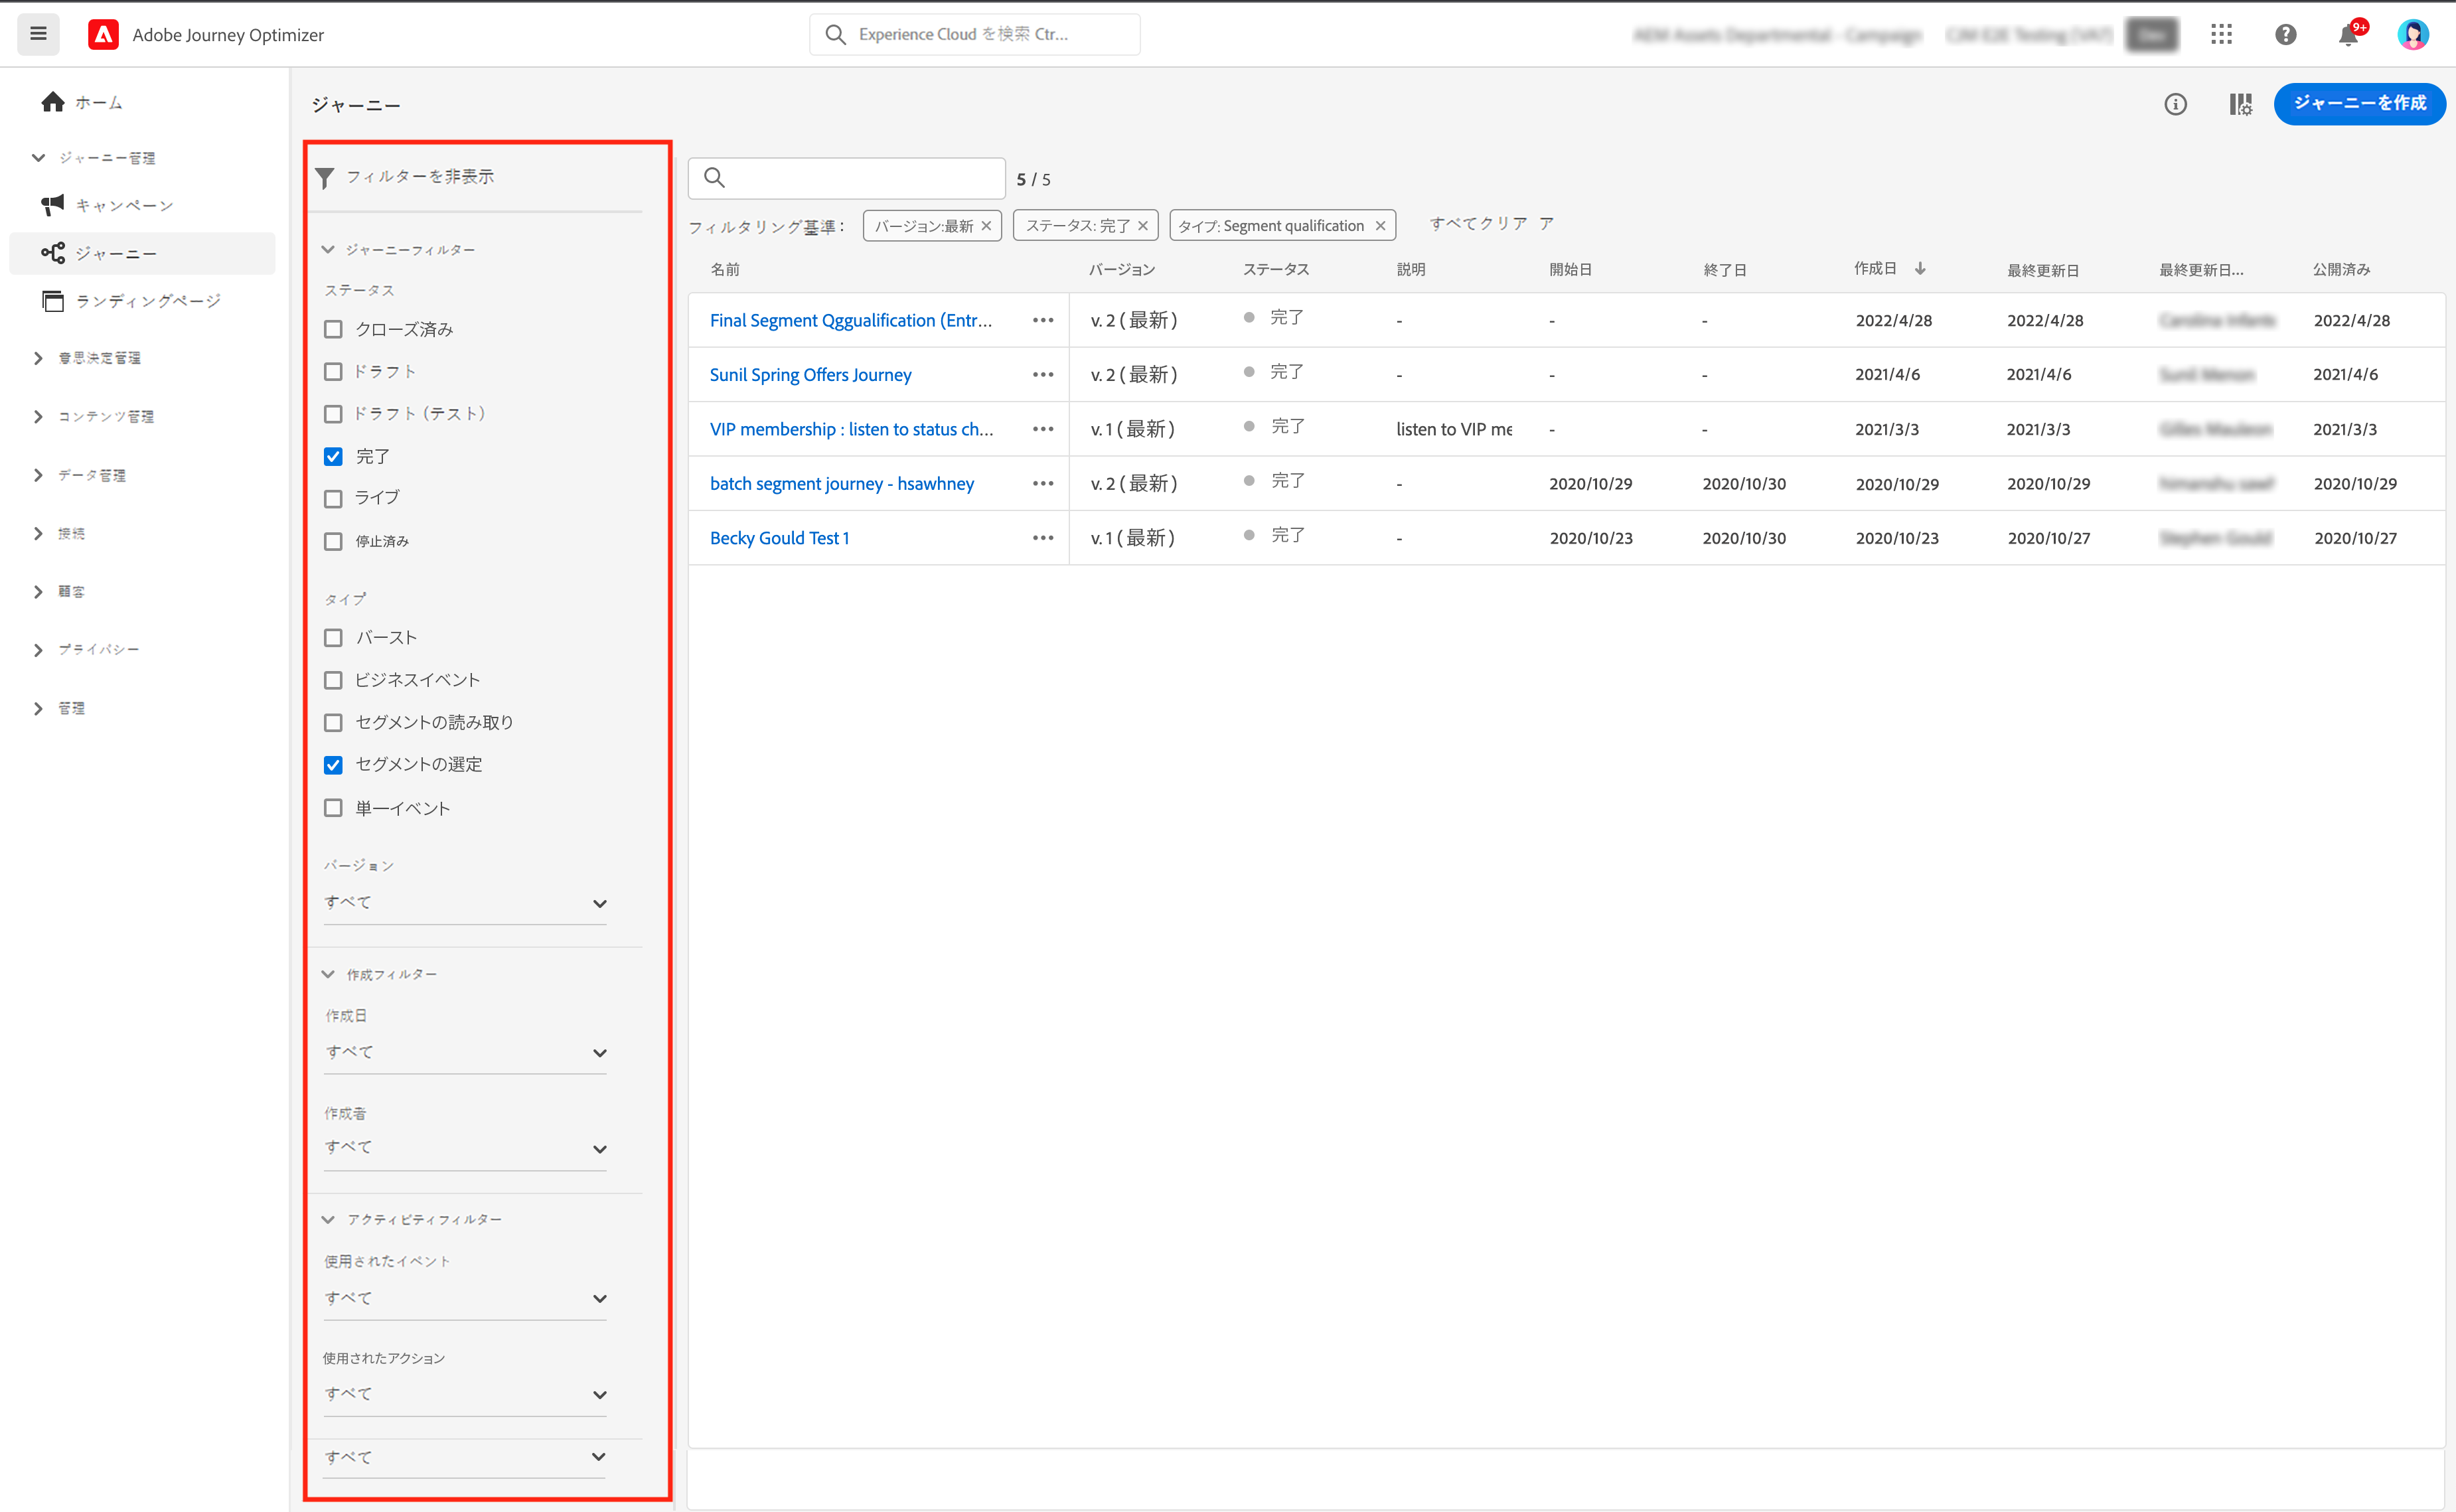 Adobe Journey Optimizer
Experience Cloud を検索 Ctr...
9+
ホーム
ジャーニー管理
キャンペーン
ジャーニー
ランディングページ
意思決定管理
コンテンツ管理
データ管理
接続
顧客
プライバシー
管理
ジャーニー
ジャーニーを作成
フィルターを非表示
ジャーニーフィルター
ステータス
クローズ済み
ドラフト
ドラフト（テスト）
完了
ライブ
停止済み
タイプ
バースト
ビジネスイベント
セグメントの読み取り
セグメントの選定
単一イベント
バージョン
すべて
作成フィルター
作成日
すべて
作成者
すべて
アクティビティフィルター
使用されたイベント
すべて
使用されたアクション
すべて
すべて
5 / 5
フィルタリング基準： バージョン:最新 ステータス: 完了 タイプ: Segment qualification すべてクリア ア
名前 バージョン ステータス 説明 開始日 終了日 作成日 最終更新日 最終更新日... 公開済み
Final Segment Qggualification (Entr... v. 2 ( 最新 ) 完了 - - - 2022/4/28 2022/4/28 2022/4/28
Sunil Spring Offers Journey v. 2 ( 最新 ) 完了 - - - 2021/4/6 2021/4/6 2021/4/6
VIP membership : listen to status ch... v. 1 ( 最新 ) 完了 listen to VIP me - - 2021/3/3 2021/3/3 2021/3/3
batch segment journey - hsawhney v. 2 ( 最新 ) 完了 - 2020/10/29 2020/10/30 2020/10/29 2020/10/29 2020/10/29
Becky Gould Test 1 v. 1 ( 最新 ) 完了 - 2020/10/23 2020/10/30 2020/10/23 2020/10/27 2020/10/27